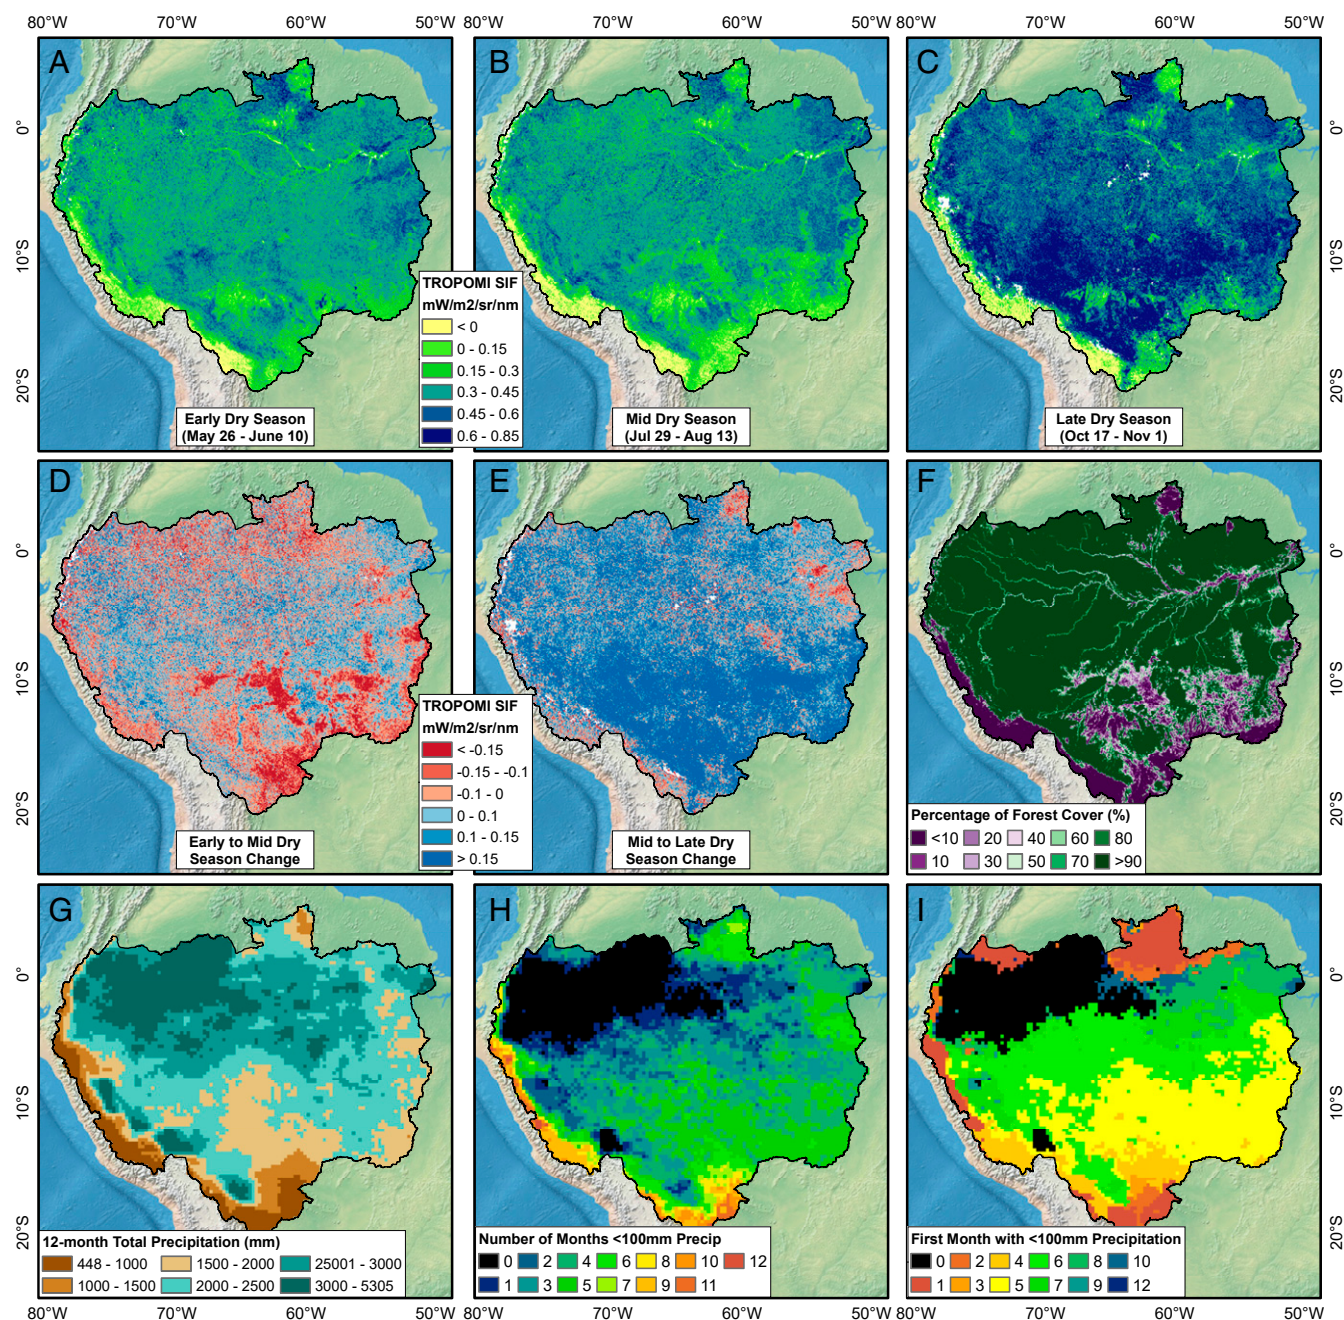 80°W 70°W 60°W 50°W 80°W 70°W 60°W 50°W 70°W 60°W 50°W
A B C
0° 0°
10°S 10°S
20°S 20°S
TROPOMI SIF
mW/m2/sr/nm
< 0
0 - 0.15
0.15 - 0.3
0.3 - 0.45
0.45 - 0.6
0.6 - 0.85
Early Dry Season
(May 26 - June 10)
Mid Dry Season
(Jul 29 - Aug 13)
Late Dry Season
(Oct 17 - Nov 1)
D E F
0° 0°
10°S 10°S
20°S 20°S
TROPOMI SIF
mW/m2/sr/nm
< -0.15
-0.15 - -0.1
-0.1 - 0
0 - 0.1
0.1 - 0.15
> 0.15
Early to Mid Dry
Season Change
Mid to Late Dry
Season Change
Percentage of Forest Cover (%)
<10 20 40 60 80
10 30 50 70 >90
G H I
0° 0°
10°S 10°S
20°S 20°S
12-month Total Precipitation (mm)
448 - 1000 1500 - 2000 25001 - 3000
1000 - 1500 2000 - 2500 3000 - 5305
Number of Months <100mm Precip
0 2 4 6 8 10 12
1 3 5 7 9 11
First Month with <100mm Precipitation
0 2 4 6 8 10
1 3 5 7 9 12
80°W 70°W 60°W 50°W 80°W 70°W 60°W 80°W 70°W 60°W 50°W